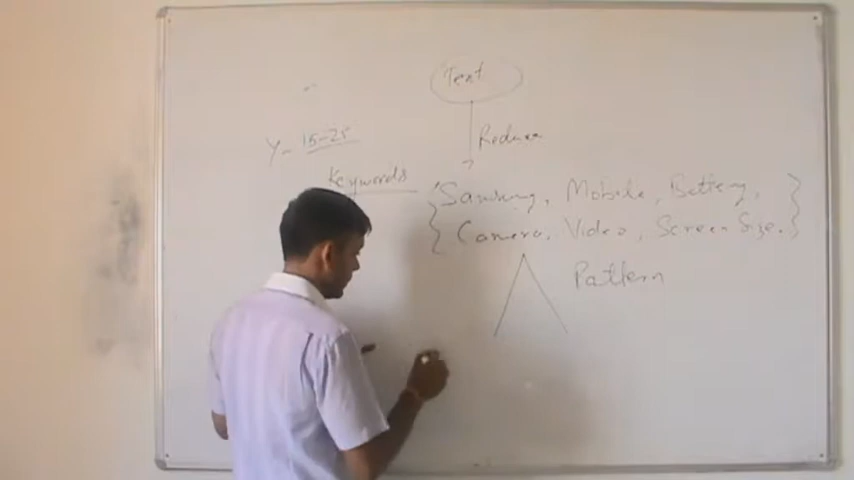 Text
Reduce
Y - 15-25
Keywords
Samsung, Mobile, Battery,
Camera, Video, Screen Size.
Pattern